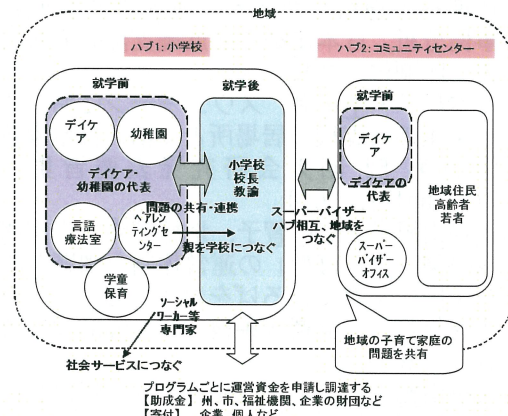 地域
ハブ1:小学校
ハブ2:コミュニティセンター
就学前
就学後
デイケ
ア
幼稚園
デイケア・
幼稚園の代表
小学校
校長
教諭
問題の共有・連携
言語
療法室
ペアレン
ティングセ
ンター
親を学校につなぐ
学童
保育
ソーシャル
ワーカー等
専門家
社会サービスにつなぐ
スーパーバイザー
ハブ相互、地域を
つなぐ
就学前
デイケ
ア
デイケアの
代表
スー
パー
バイザー
オフィス
地域住民
高齢者
若者
地域の子育て家庭の
問題を共有
プログラムごとに運営資金を申請し調達する
【助成金】 州、市、福祉機関、企業の財団など
【寄付】 企業、個人など